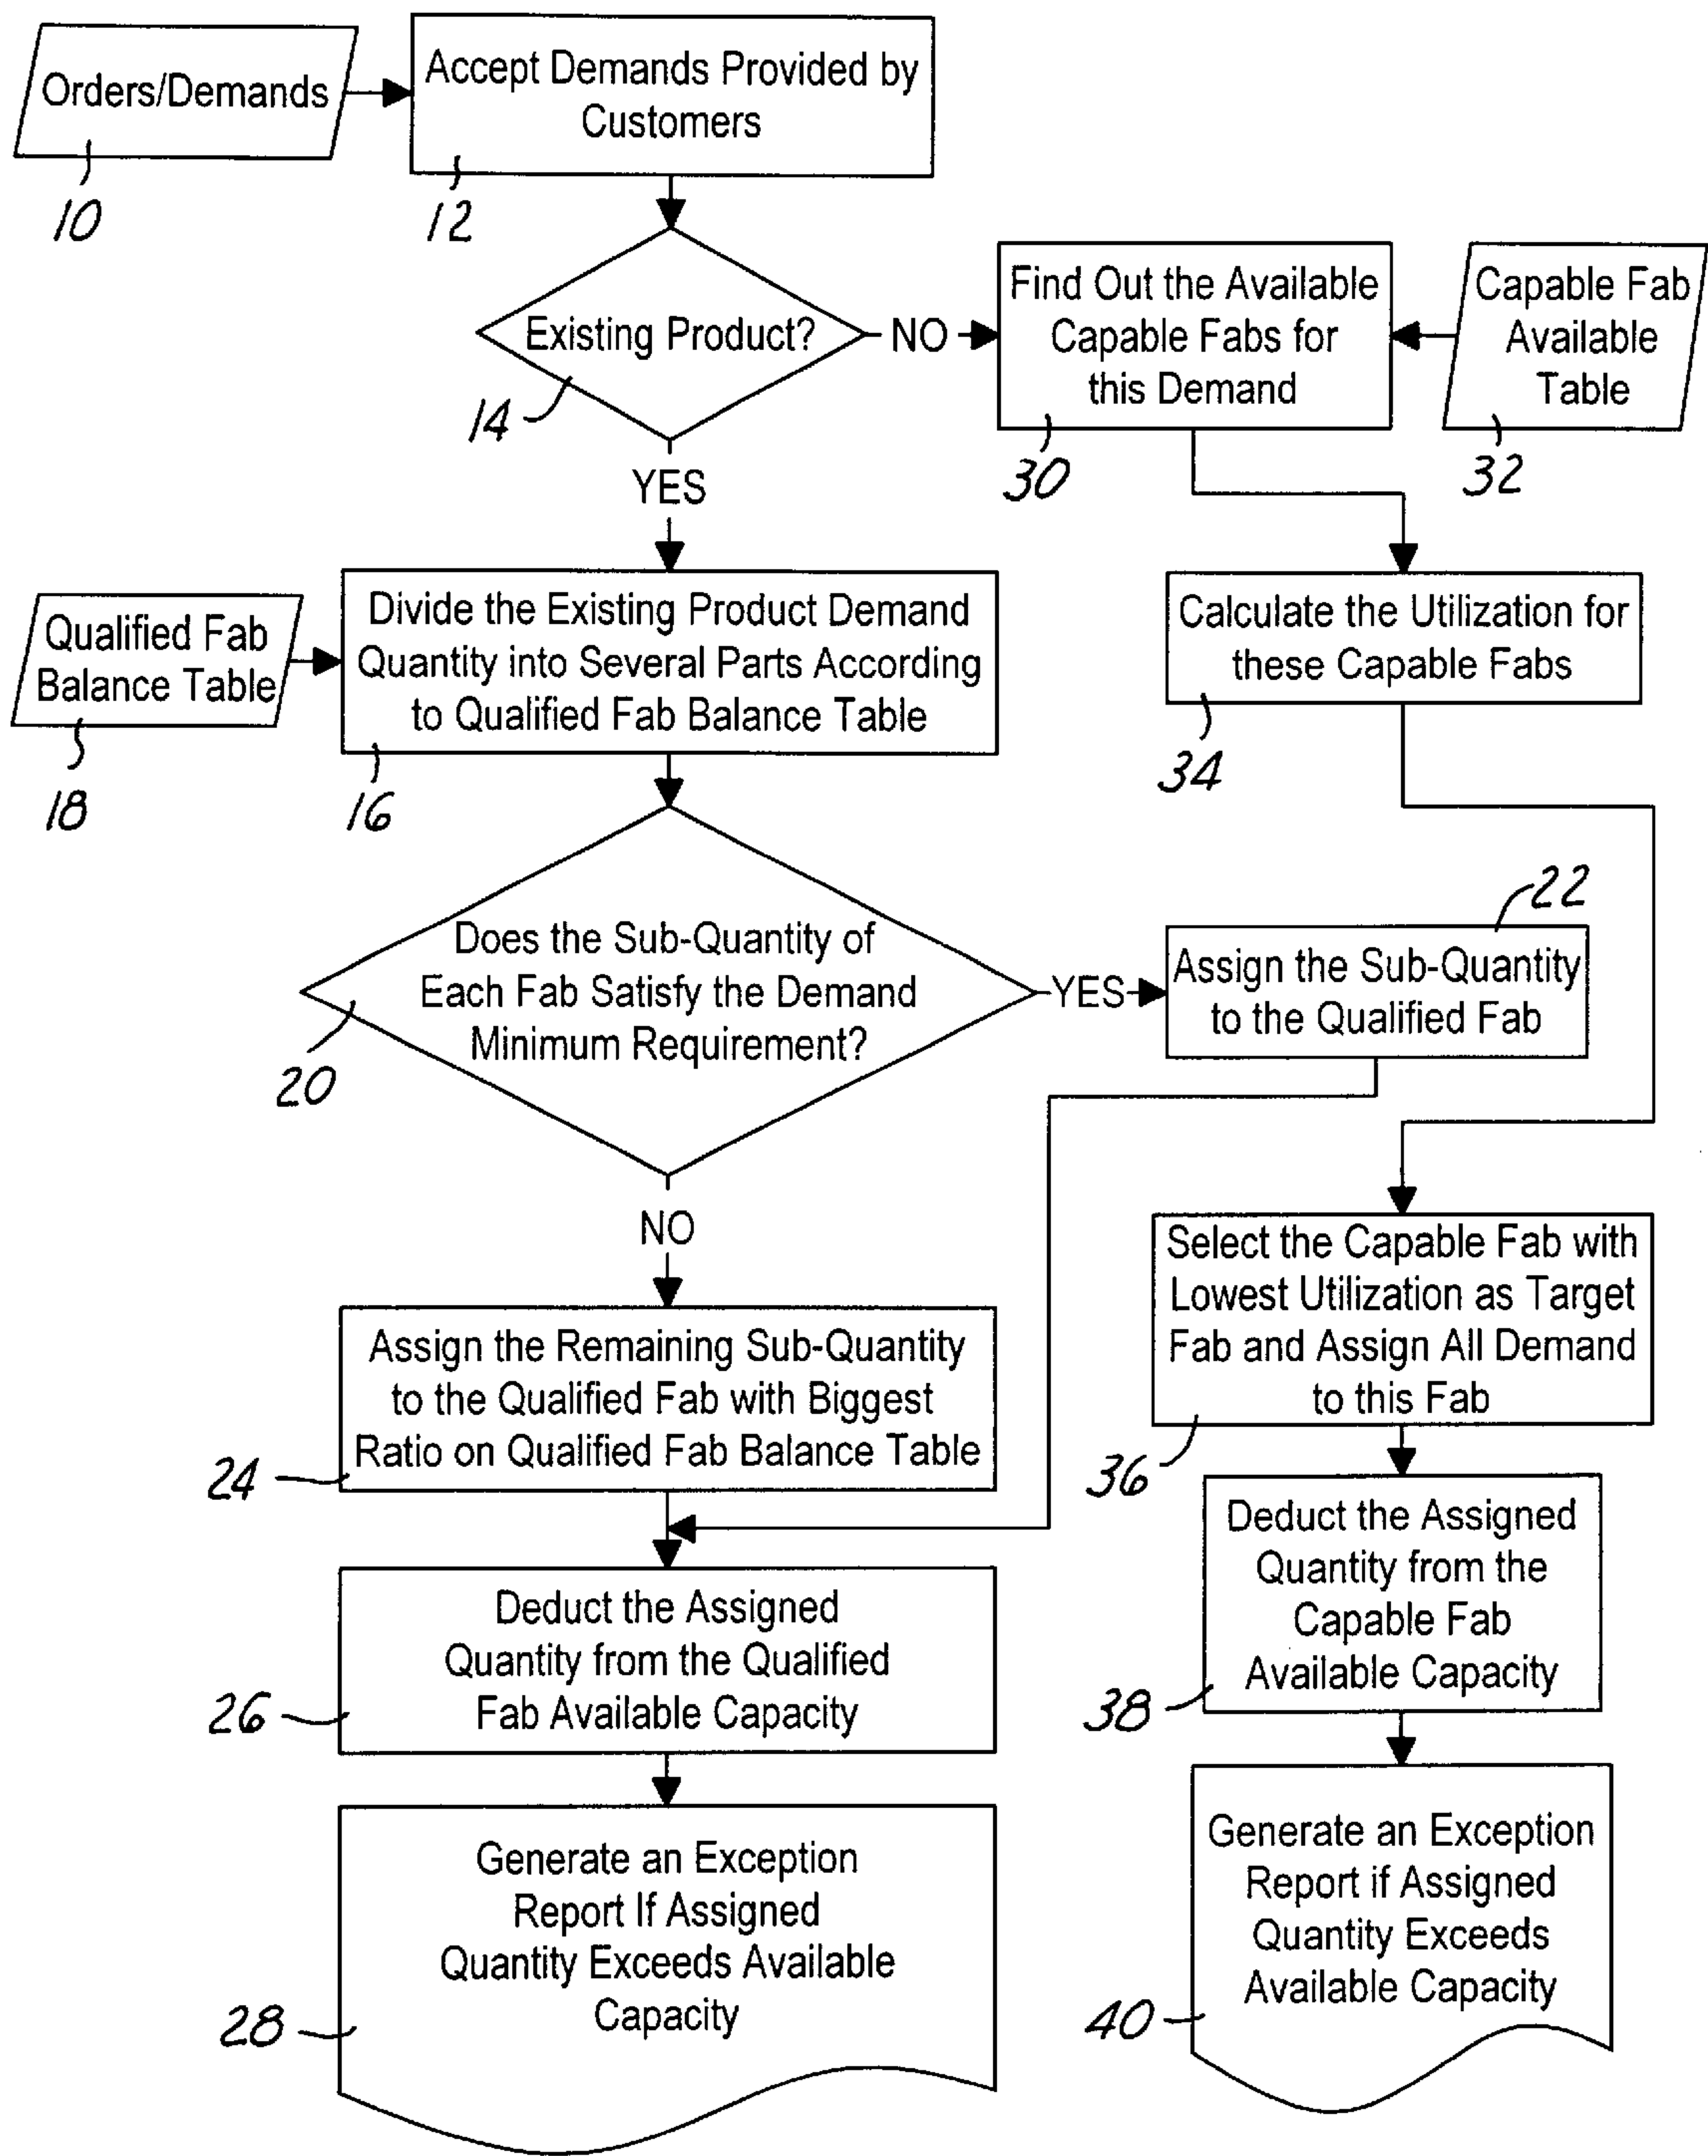 Orders/Demands
10
Accept Demands Provided by
Customers
12
Existing Product?
14
NO
YES
Find Out the Available
Capable Fabs for
this Demand
30
Capable Fab
Available
Table
32
Qualified Fab
Balance Table
18
Divide the Existing Product Demand
Quantity into Several Parts According
to Qualified Fab Balance Table
16
Calculate the Utilization for
these Capable Fabs
34
Does the Sub-Quantity of
Each Fab Satisfy the Demand
Minimum Requirement?
20
YES
NO
22
Assign the Sub-Quantity
to the Qualified Fab
Assign the Remaining Sub-Quantity
to the Qualified Fab with Biggest
Ratio on Qualified Fab Balance Table
24
Select the Capable Fab with
Lowest Utilization as Target
Fab and Assign All Demand
to this Fab
36
Deduct the Assigned
Quantity from the Qualified
Fab Available Capacity
26
Deduct the Assigned
Quantity from the
Capable Fab
Available Capacity
38
Generate an Exception
Report If Assigned
Quantity Exceeds Available
Capacity
28
Generate an Exception
Report if Assigned
Quantity Exceeds
Available Capacity
40